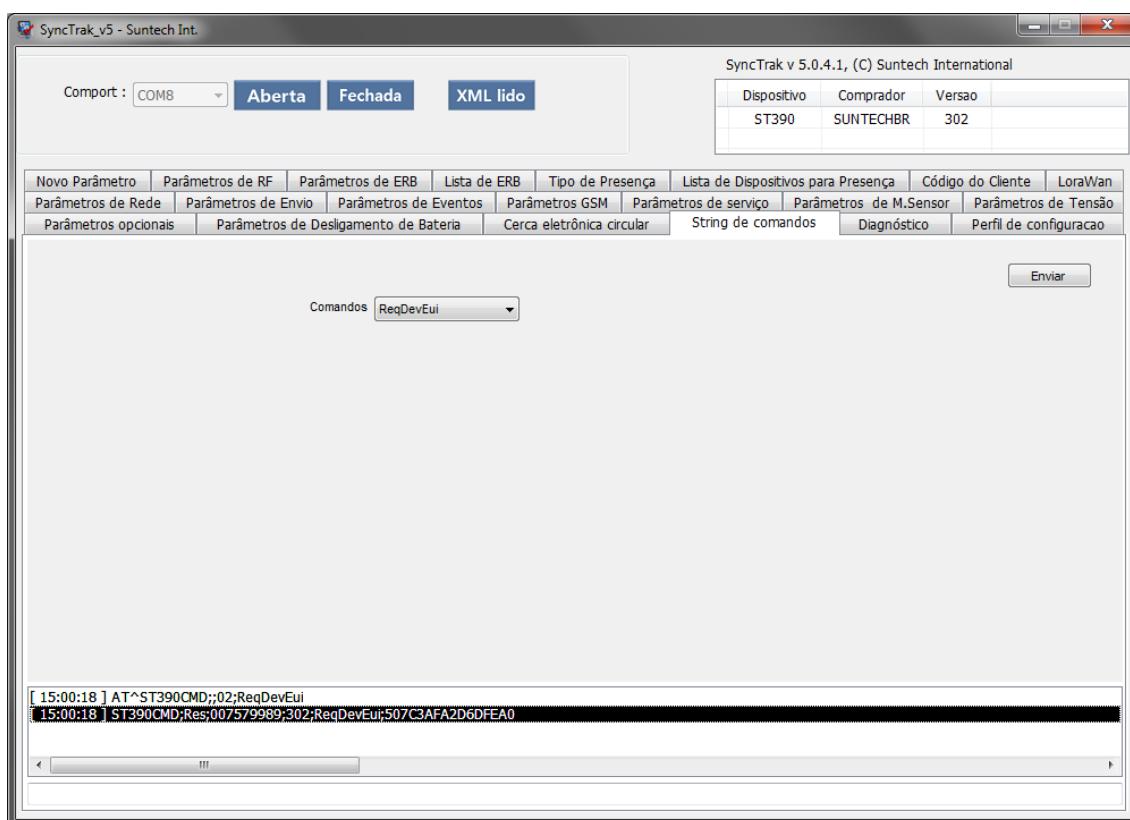 SyncTrak_v5 - Suntech Int.
SyncTrak v 5.0.4.1, (C) Suntech International
Comport : COM8 Aberta Fechada XML lido
Dispositivo Comprador Versao
ST390 SUNTECHBR 302
Novo Parâmetro Parâmetros de RF Parâmetros de ERB Lista de ERB Tipo de Presença Lista de Dispositivos para Presença Código do Cliente LoraWan
Parâmetros de Rede Parâmetros de Envio Parâmetros de Eventos Parâmetros GSM Parâmetros de serviço Parâmetros de M.Sensor Parâmetros de Tensão
Parâmetros opcionais Parâmetros de Desligamento de Bateria Cerca eletrônica circular String de comandos Diagnóstico Perfil de configuracao
Enviar
Comandos ReqDevEui
[ 15:00:18 ] AT^ST390CMD;;02;ReqDevEui
[ 15:00:18 ] ST390CMD;Res;007579989;302;ReqDevEui;507C3AFA2D6DFEA0